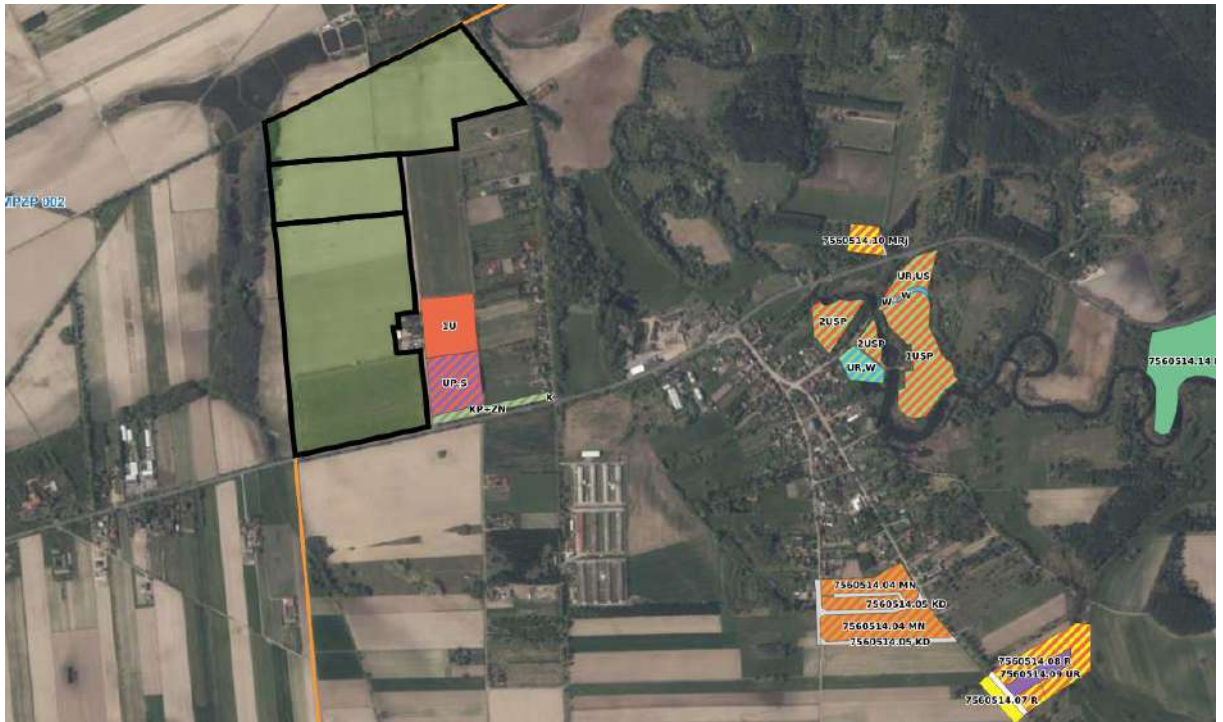 MPZP 002
7560514.10 MRj
UR,US
W
W
2USP
1U
2USP
1USP
7560514.14
UR,W
UP,S
KP-ZN
K
7560514.04 MN
7560514.05 KD
7560514.04 MN
7560514.05 KD
7560514.08 R
7560514.09 UR
7560514.07 R